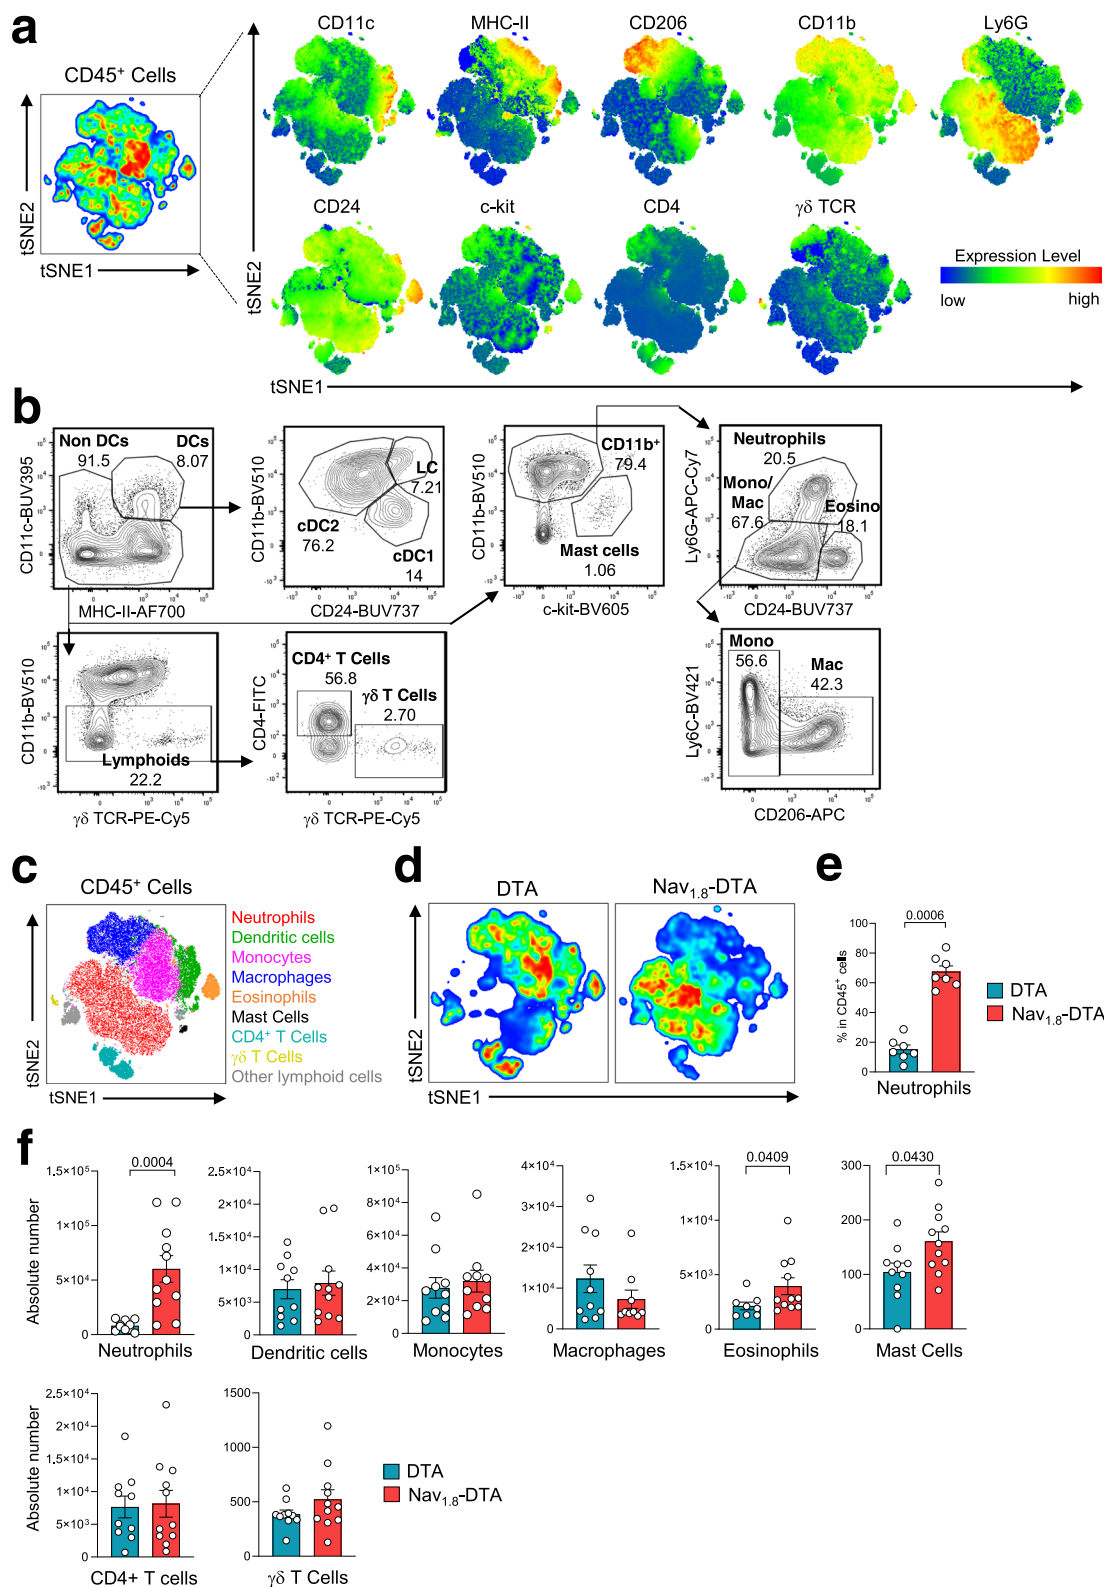 a
CD45⁺ Cells
tSNE2
tSNE1
CD11c
MHC-II
CD206
CD11b
Ly6G
CD24
c-kit
CD4
γδ TCR
tSNE2
tSNE1
Expression Level
low
high
b
Non DCs
91.5
DCs
8.07
CD11c-BUV395
MHC-II-AF700
LC
7.21
cDC2
76.2
cDC1
14
CD11b-BV510
CD24-BUV737
CD11b⁺
79.4
Mast cells
1.06
CD11b-BV510
c-kit-BV605
Neutrophils
20.5
Mono/
Mac
67.6
Eosino
18.1
Ly6G-APC-Cy7
CD24-BUV737
Lymphoids
22.2
CD11b-BV510
γδ TCR-PE-Cy5
CD4⁺ T Cells
56.8
γδ T Cells
2.70
CD4-FITC
γδ TCR-PE-Cy5
Mono
56.6
Mac
42.3
Ly6C-BV421
CD206-APC
c
CD45⁺ Cells
tSNE2
tSNE1
Neutrophils
Dendritic cells
Monocytes
Macrophages
Eosinophils
Mast Cells
CD4⁺ T Cells
γδ T Cells
Other lymphoid cells
d
DTA
Nav1.8-DTA
tSNE2
tSNE1
e
% in CD45⁺ cells
100
80
60
40
20
0
0.0006
Neutrophils
DTA
Nav1.8-DTA
f
Absolute number
1.5×10⁵
1×10⁵
5×10⁴
0
0.0004
Neutrophils
2.5×10⁴
2×10⁴
1.5×10⁴
1×10⁴
5×10³
0
Dendritic cells
1×10⁵
8×10⁴
6×10⁴
4×10⁴
2×10⁴
0
Monocytes
4×10⁴
3×10⁴
2×10⁴
1×10⁴
0
Macrophages
1.5×10⁴
1×10⁴
5×10³
0
0.0409
Eosinophils
300
200
100
0
0.0430
Mast Cells
Absolute number
2.5×10⁴
2×10⁴
1.5×10⁴
1×10⁴
5×10³
0
CD4+ T cells
1500
1000
500
0
γδ T Cells
DTA
Nav1.8-DTA